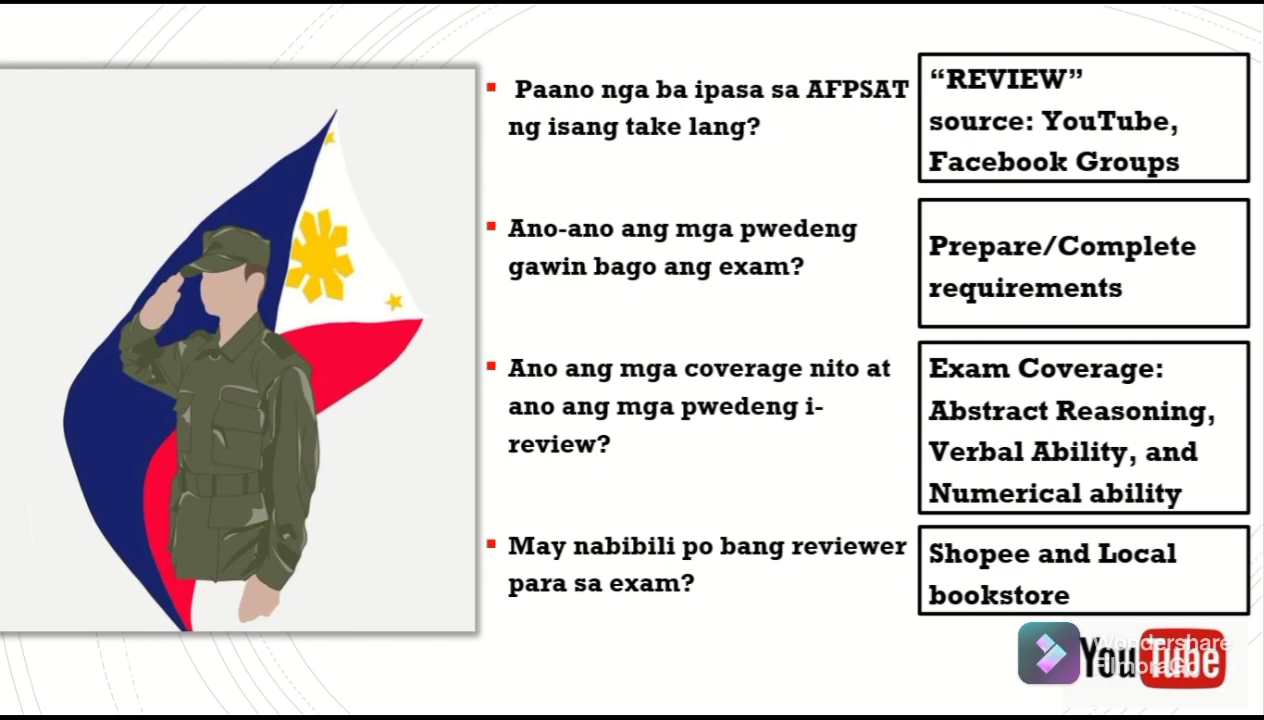 Paano nga ba ipasa sa AFPSAT
ng isang take lang?
“REVIEW”
source: YouTube,
Facebook Groups
Ano-ano ang mga pwedeng
gawin bago ang exam?
Prepare/Complete
requirements
Ano ang mga coverage nito at
ano ang mga pwedeng i-
review?
Exam Coverage:
Abstract Reasoning,
Verbal Ability, and
Numerical ability
May nabibili po bang reviewer
para sa exam?
Shopee and Local
bookstore
Wondershare
FilmoraGo
YouTube